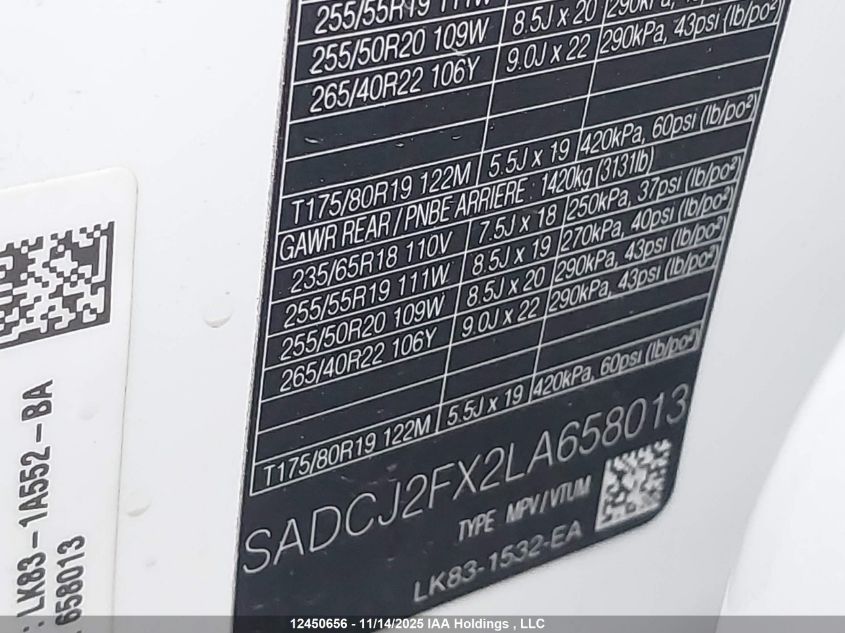 255/55R19 111W
255/50R20 109W 8.5J x 20 290kPa,
265/40R22 106Y 9.0J x 22 290kPa, 43psi (lb/po²)
T175/80R19 122M 5.5J x 19 420kPa, 60psi (lb/po²)
GAWR REAR / PNBE ARRIERE : 1420kg (3131lb)
235/65R18 110V 7.5J x 18 250kPa, 37psi (lb/po²)
255/55R19 111W 8.5J x 19 270kPa, 40psi (lb/po²)
255/50R20 109W 8.5J x 20 290kPa, 43psi (lb/po²)
265/40R22 106Y 9.0J x 22 290kPa, 43psi (lb/po²)
T175/80R19 122M 5.5J x 19 420kPa, 60psi (lb/po²)
SADCJ2FX2LA658013
TYPE MPV/VTUM
LK83-1532-EA
: LK83-1A552-BA
658013
12450656 - 11/14/2025 IAA Holdings , LLC